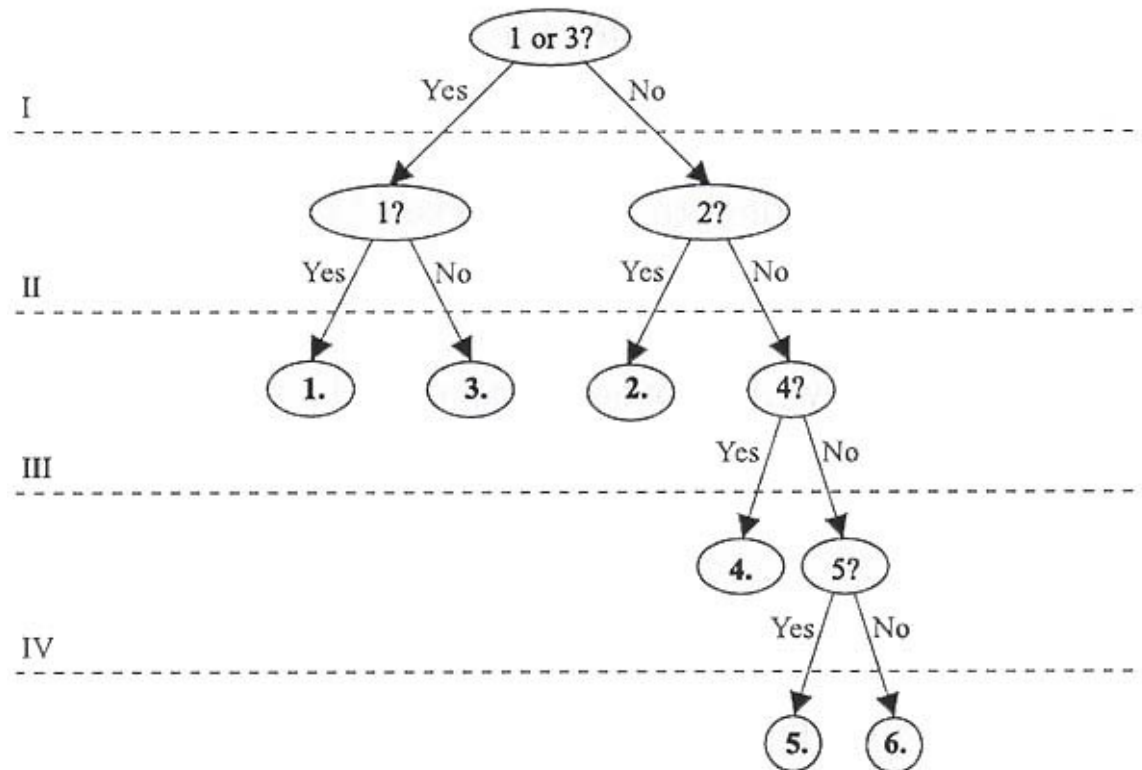 1 or 3?
Yes No
I
1? 2?
Yes No Yes No
II
1. 3. 2. 4?
Yes No
III
4. 5?
Yes No
IV
5. 6.